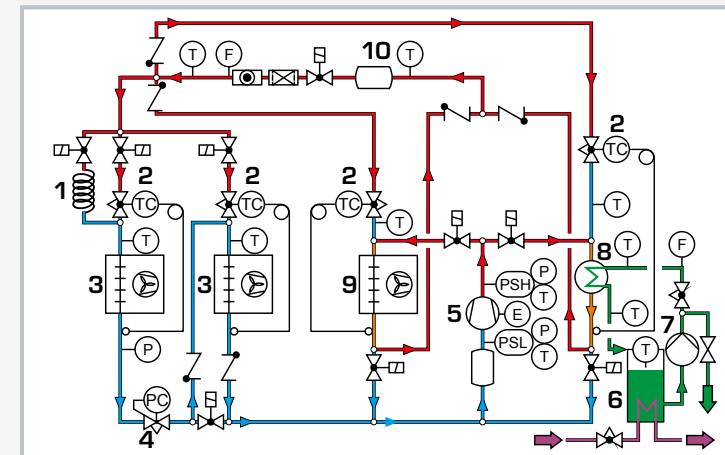 T F 10 T
2
TC
1 2 2 2
TC TC TC T
T T T T F
8
3 3 9 PSH P
T
5 E T 7
P PSL P
T T
6
PC
4